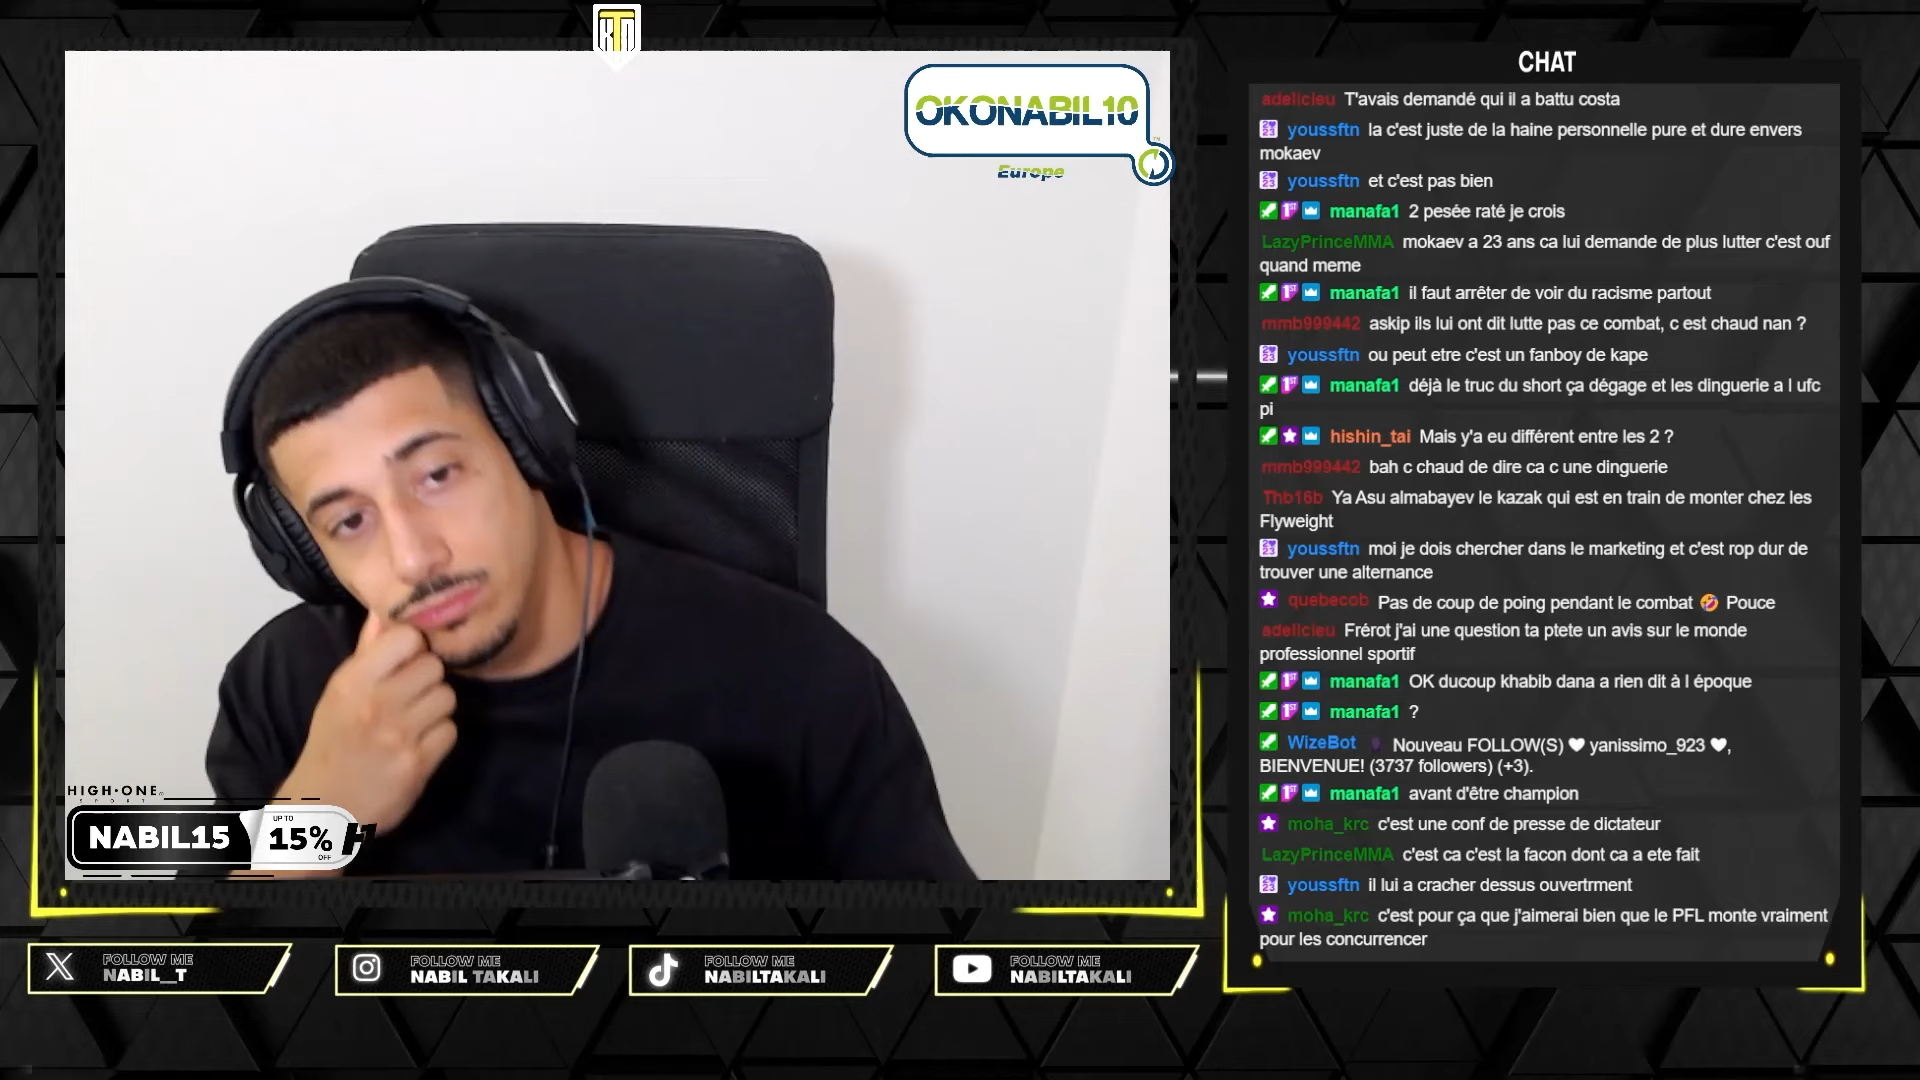 KTN
OKONABIL10
Europe
HIGH·ONE
SPORT
NABIL15
UP TO
15%
OFF
FOLLOW ME
NABIL__T
FOLLOW ME
NABIL TAKALI
FOLLOW ME
NABILTAKALI
FOLLOW ME
NABILTAKALI
CHAT
adelicieu T'avais demandé qui il a battu costa
youssftn la c'est juste de la haine personnelle pure et dure envers
mokaev
youssftn et c'est pas bien
manafa1 2 pesée raté je crois
LazyPrinceMMA mokaev a 23 ans ca lui demande de plus lutter c'est ouf
quand meme
manafa1 il faut arrêter de voir du racisme partout
mmb999442 askip ils lui ont dit lutte pas ce combat, c est chaud nan ?
youssftn ou peut etre c'est un fanboy de kape
manafa1 déjà le truc du short ça dégage et les dinguerie a l ufc
pi
hishin_tai Mais y'a eu différent entre les 2 ?
mmb999442 bah c chaud de dire ca c une dinguerie
Thb16b Ya Asu almabayev le kazak qui est en train de monter chez les
Flyweight
youssftn moi je dois chercher dans le marketing et c'est rop dur de
trouver une alternance
quebecob Pas de coup de poing pendant le combat 🤣 Pouce
adelicieu Frérot j'ai une question ta ptete un avis sur le monde
professionnel sportif
manafa1 OK ducoup khabib dana a rien dit à l époque
manafa1 ?
WizeBot Nouveau FOLLOW(S) ♥ yanissimo_923 ♥,
BIENVENUE! (3737 followers) (+3).
manafa1 avant d'être champion
moha_krc c'est une conf de presse de dictateur
LazyPrinceMMA c'est ca c'est la facon dont ca a ete fait
youssftn il lui a cracher dessus ouvertrment
moha_krc c'est pour ça que j'aimerai bien que le PFL monte vraiment
pour les concurrencer